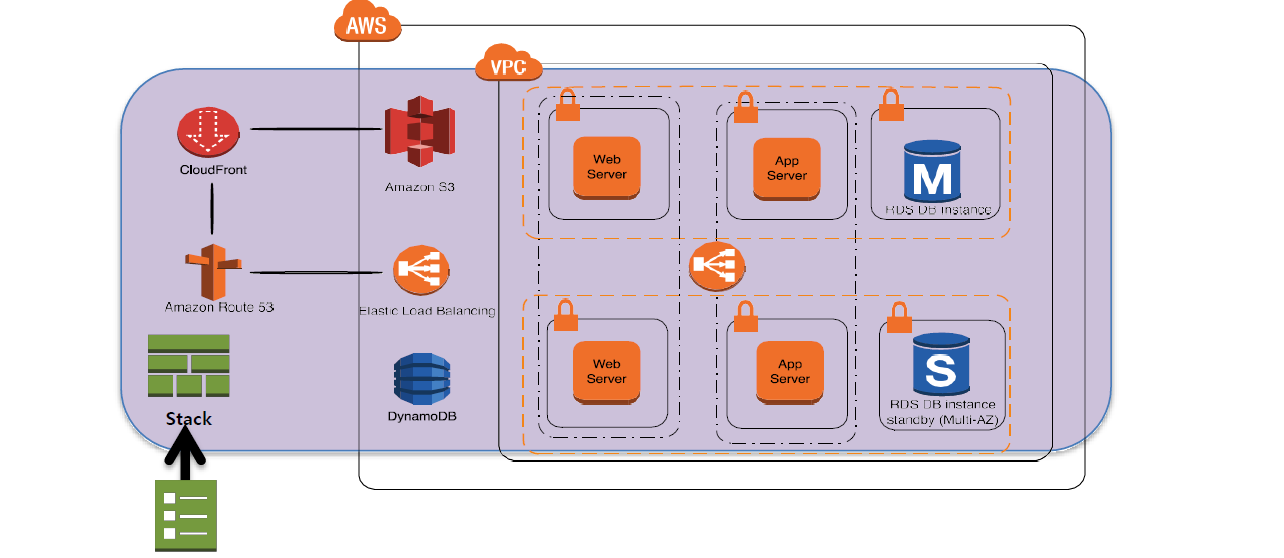 AWS
VPC
CloudFront
Amazon S3
Web
Server
App
Server
M
RDS DB instance
Amazon Route 53
Elastic Load Balancing
Stack
DynamoDB
Web
Server
App
Server
S
RDS DB instance
standby (Multi-AZ)